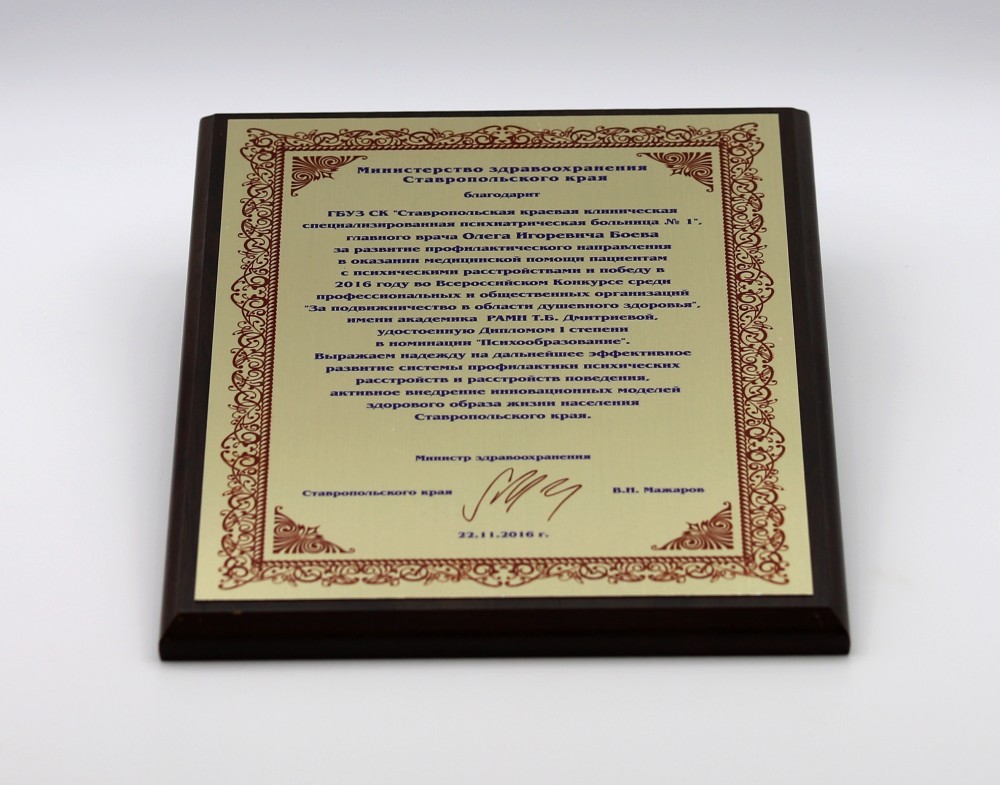 Министерство здравоохранения
Ставропольского края
благодарит
ГБУЗ СК "Ставропольская краевая клиническая
специализированная психиатрическая больница № 1",
главного врача Олега Игоревича Боева
за развитие профилактического направления
в оказании медицинской помощи пациентам
с психическими расстройствами и победу в
2016 году во Всероссийском Конкурсе среди
профессиональных и общественных организаций
"За подвижничество в области душевного здоровья",
имени академика РАМН Т.Б. Дмитриевой,
удостоенную Дипломом I степени
в номинации "Психообразование".
Выражаем надежду на дальнейшее эффективное
развитие системы профилактики психических
расстройств и расстройств поведения,
активное внедрение инновационных моделей
здорового образа жизни населения
Ставропольского края.
Министр здравоохранения
Ставропольского края В.Н. Мажаров
22.11.2016 г.